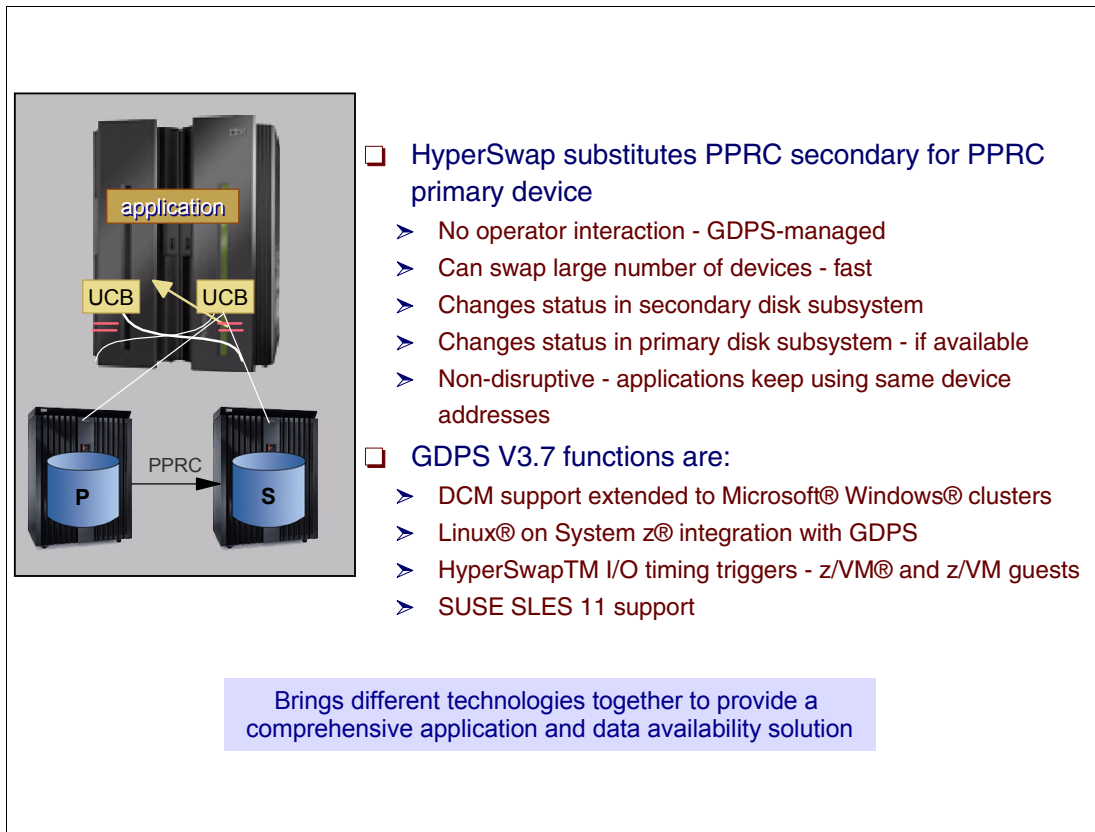 application
UCB
UCB
PPRC
P
S
HyperSwap substitutes PPRC secondary for PPRC
primary device
No operator interaction - GDPS-managed
Can swap large number of devices - fast
Changes status in secondary disk subsystem
Changes status in primary disk subsystem - if available
Non-disruptive - applications keep using same device
addresses
GDPS V3.7 functions are:
DCM support extended to Microsoft® Windows® clusters
Linux® on System z® integration with GDPS
HyperSwapTM I/O timing triggers - z/VM® and z/VM guests
SUSE SLES 11 support
Brings different technologies together to provide a
comprehensive application and data availability solution